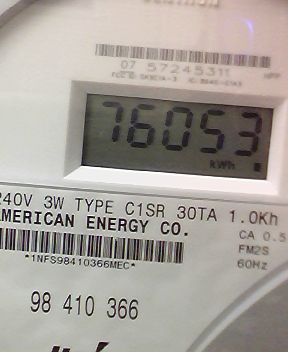 07 57245311
76053
kWh
240V 3W TYPE C1SR 30TA 1.0Kh
AMERICAN ENERGY CO.
CA 0.5
FM2S
*1NFS98410366MEC*
60Hz
98 410 366